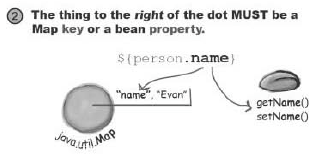 2 The thing to the right of the dot MUST be a
Map key or a bean property.
${person.name}
"name", "Evan"
getName()
setName()
java.util.Map